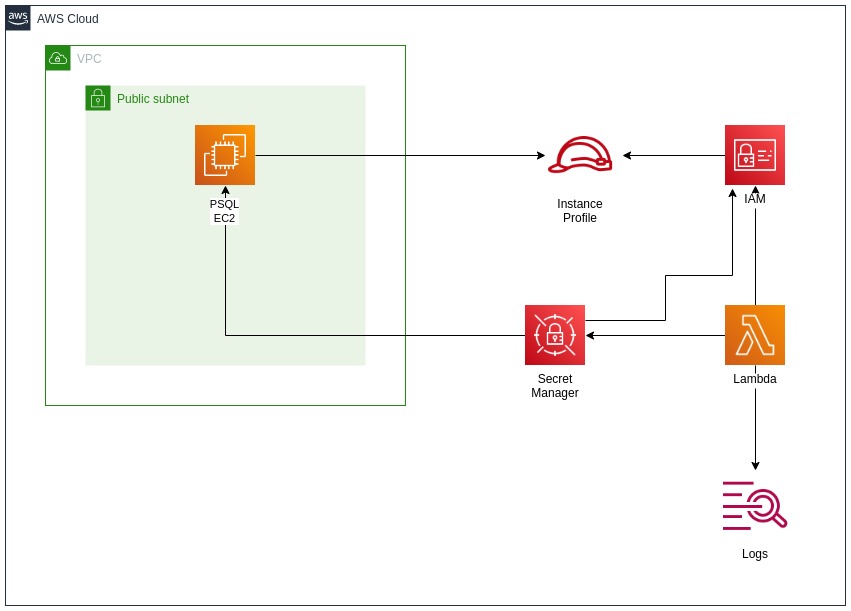 aws
AWS Cloud
VPC
Public subnet
PSQL
EC2
Instance
Profile
IAM
Secret
Manager
Lambda
Logs